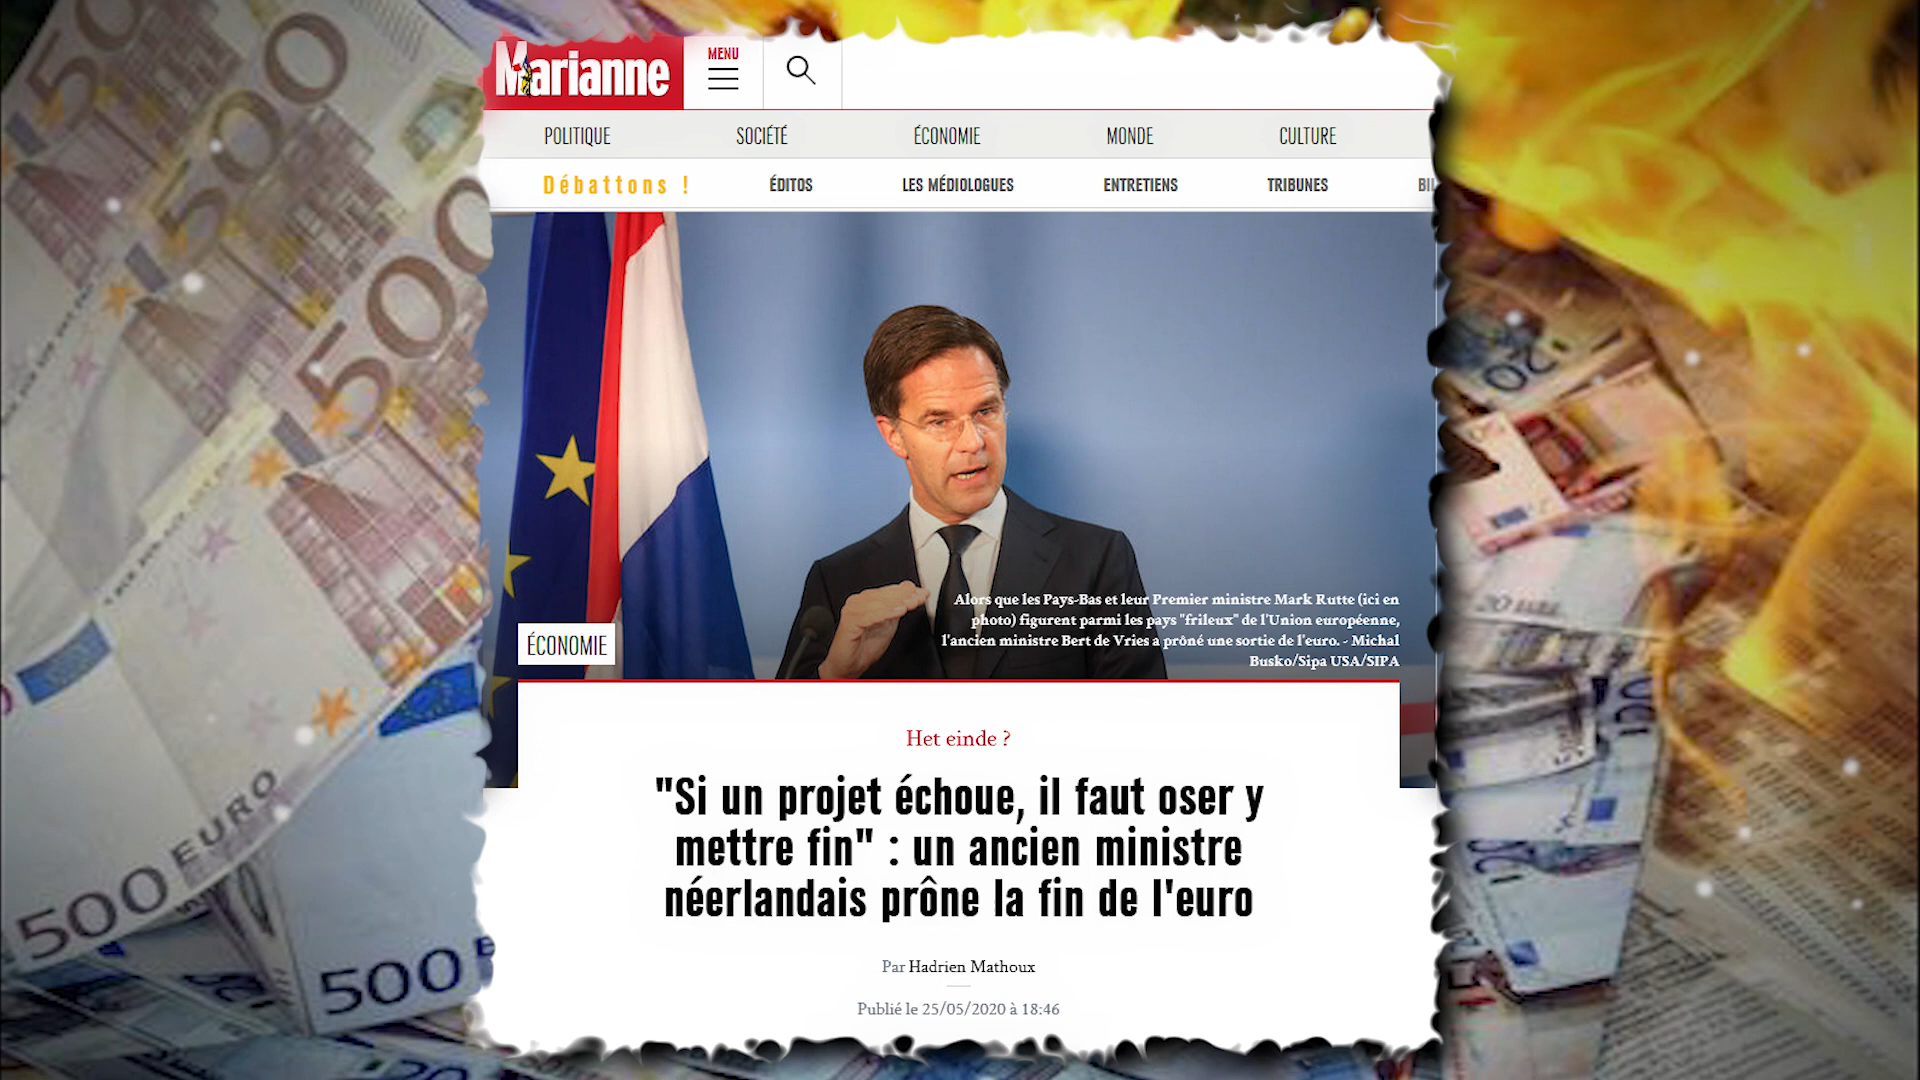 Marianne
MENU
POLITIQUE
SOCIÉTÉ
ÉCONOMIE
MONDE
CULTURE
Débattons !
ÉDITOS
LES MÉDIOLOGUES
ENTRETIENS
TRIBUNES
Alors que les Pays-Bas et leur Premier ministre Mark Rutte (ici en
photo) figurent parmi les pays "frileux" de l'Union européenne,
l'ancien ministre Bert de Vries a prôné une sortie de l'euro. - Michal
Busko/Sipa USA/SIPA
ÉCONOMIE
Het einde ?
"Si un projet échoue, il faut oser y
mettre fin" : un ancien ministre
néerlandais prône la fin de l'euro
Par Hadrien Mathoux
Publié le 25/05/2020 à 18:46
500
500
500
500 EURO
500 E
20
20 EURO